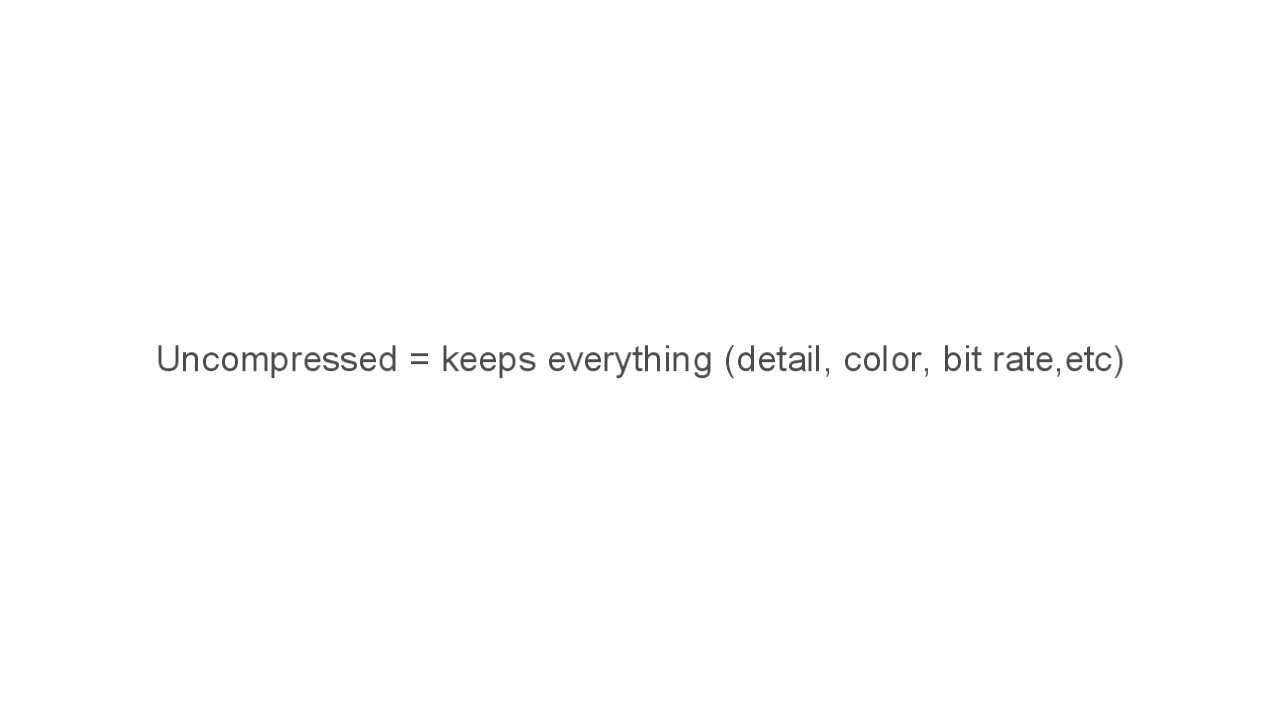 Uncompressed = keeps everything (detail, color, bit rate,etc)